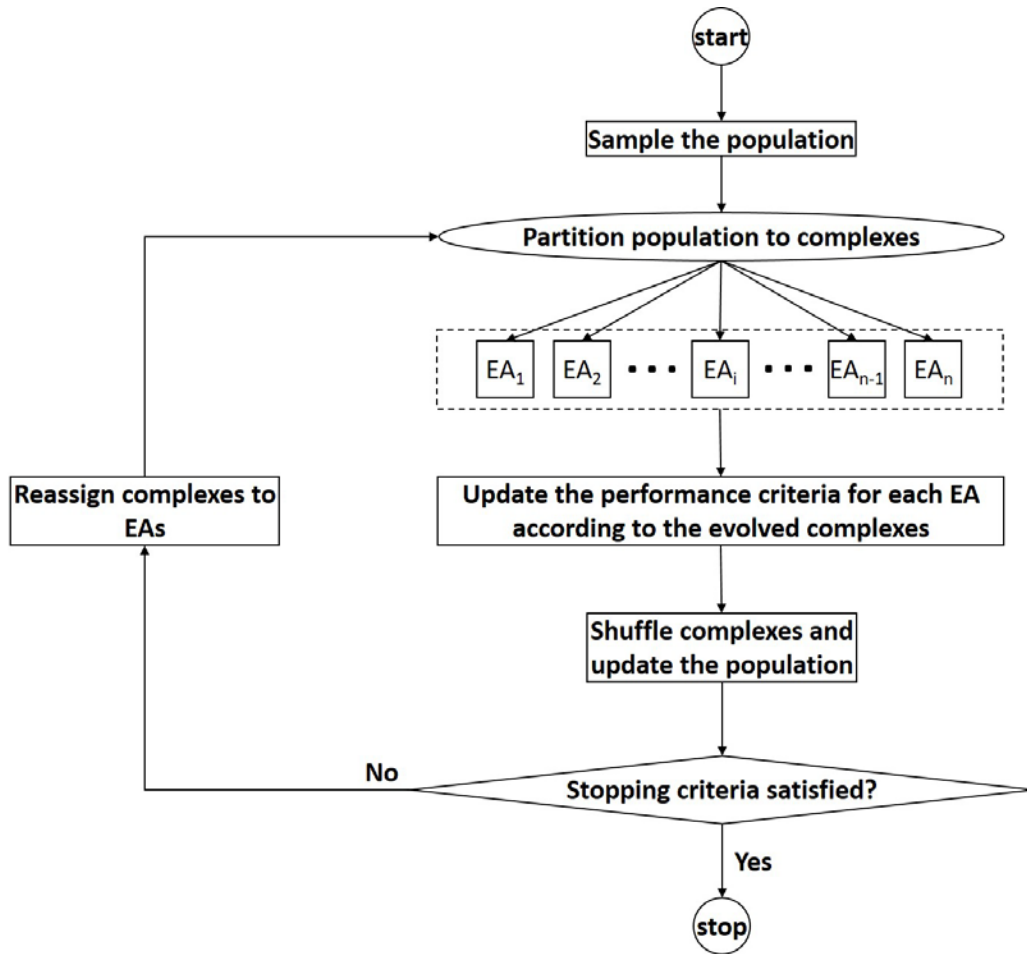 start
Sample the population
Partition population to complexes
EA₁ EA₂ ··· EAᵢ ··· EAₙ₋₁ EAₙ
Reassign complexes to
EAs
Update the performance criteria for each EA
according to the evolved complexes
Shuffle complexes and
update the population
No
Stopping criteria satisfied?
Yes
stop